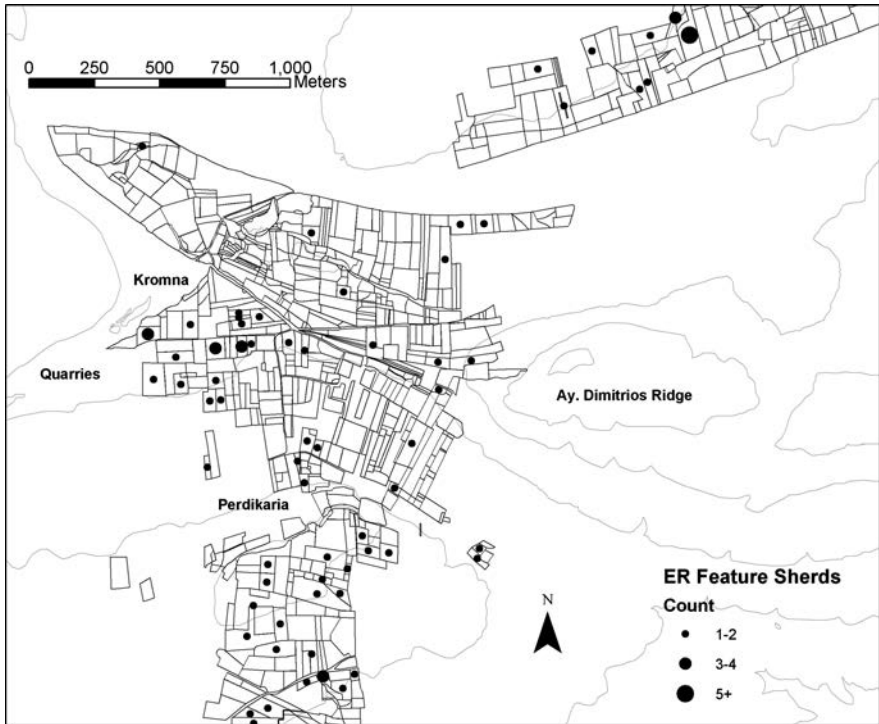 0 250 500 750 1,000
Meters
Kromna
Quarries
Ay. Dimitrios Ridge
Perdikaria
N
ER Feature Sherds
Count
1-2
3-4
5+